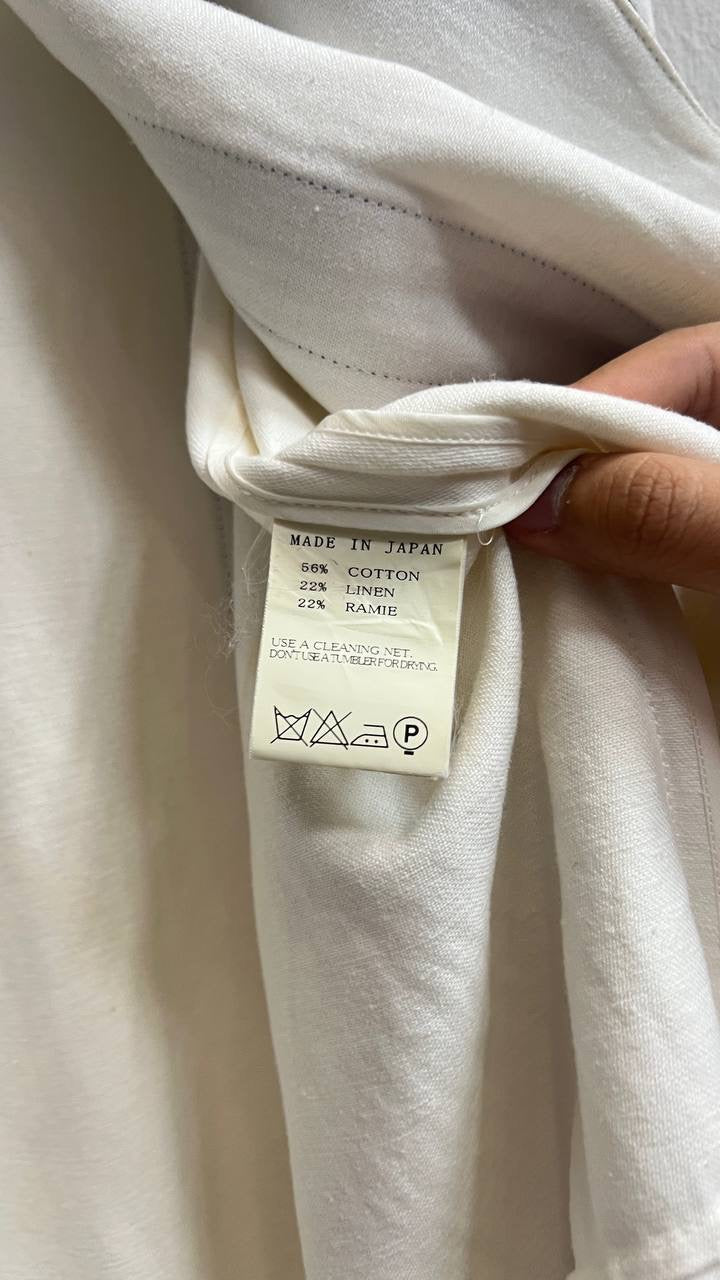 MADE IN JAPAN
56% COTTON
22% LINEN
22% RAMIE
USE A CLEANING NET.
DON'T USE A TUMBLER FOR DRYING.
P